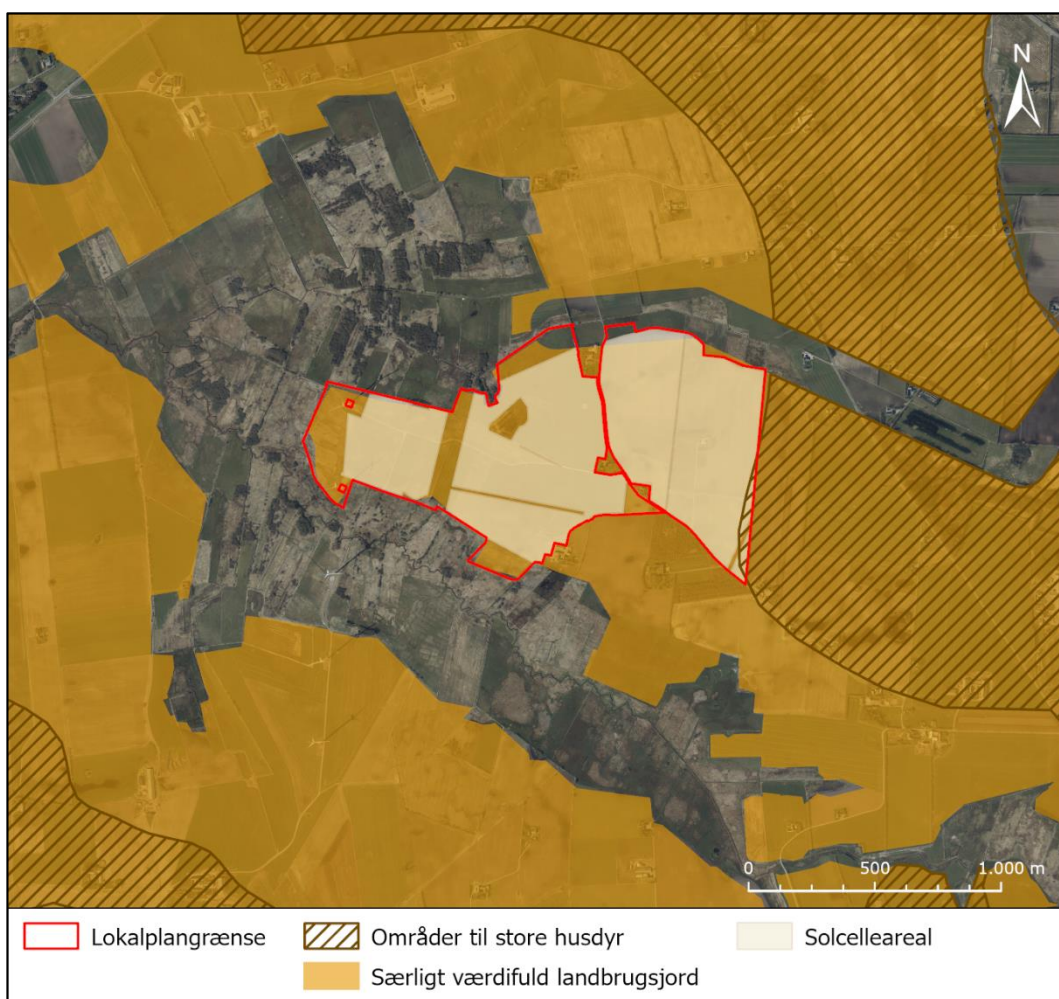 N
0 500 1.000 m
Lokalplangrænse
Områder til store husdyr
Solcelleareal
Særligt værdifuld landbrugsjord